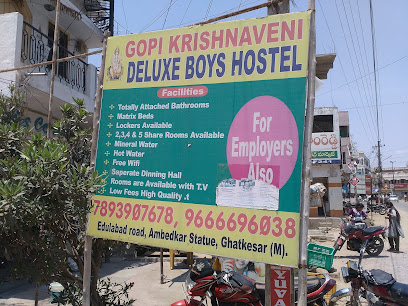 GOPI KRISHNAVENI
DELUXE BOYS HOSTEL
Facilities
Totally Attached Bathrooms
Matrix Beds
Lockers Available
2,3,4 & 5 Share Rooms Available
Mineral Water
Hot Water
Free Wifi
Saperate Dinning Hall
Rooms are Available with T.V
Low Fees High Quality .t
For
Employers
Also
7893907678, 9666696038
Edulabad road, Ambedkar Statue, Ghatkesar (M).